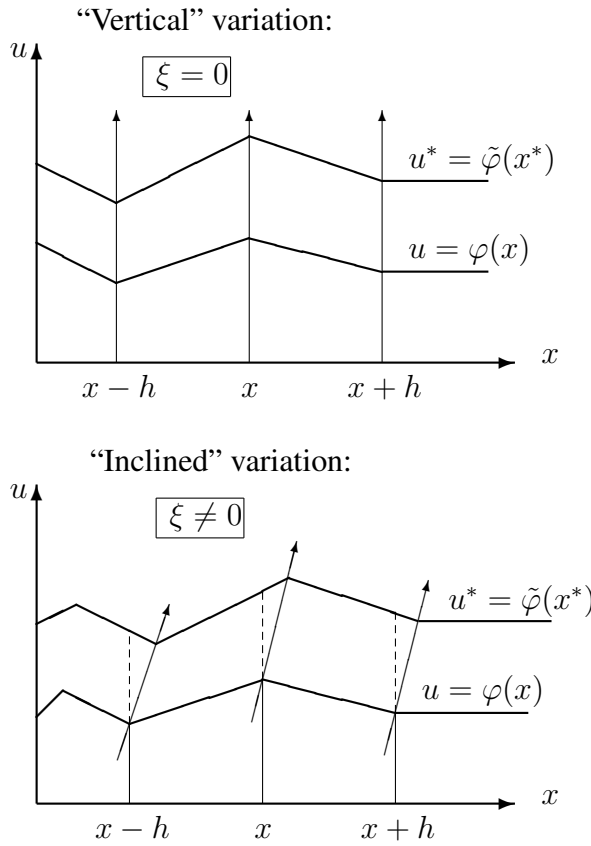 “Vertical” variation:
u
ξ = 0
u* = φ̃(x*)
u = φ(x)
x
x − h x x + h
“Inclined” variation:
u
ξ ≠ 0
u* = φ̃(x*)
u = φ(x)
x
x − h x x + h